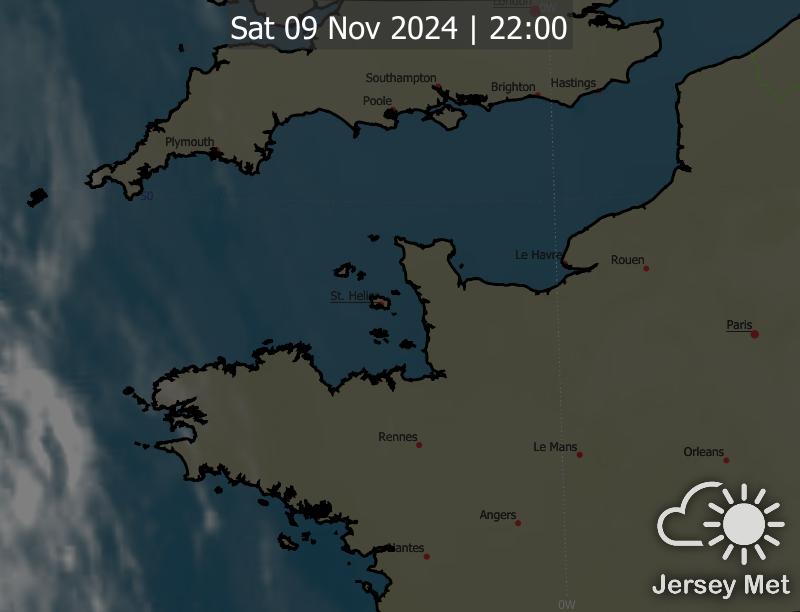 London
0W
Sat 09 Nov 2024 | 22:00
Southampton
Brighton
Hastings
Poole
Plymouth
50
Le Havre
Rouen
St. Helier
Paris
Rennes
Le Mans
Orleans
Angers
Nantes
Jersey Met
0W